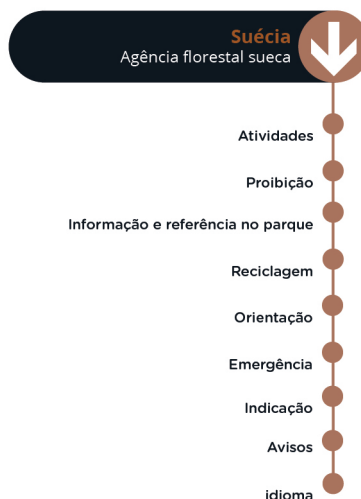 Suécia
Agência florestal sueca
Atividades
Proibição
Informação e referência no parque
Reciclagem
Orientação
Emergência
Indicação
Avisos
idioma